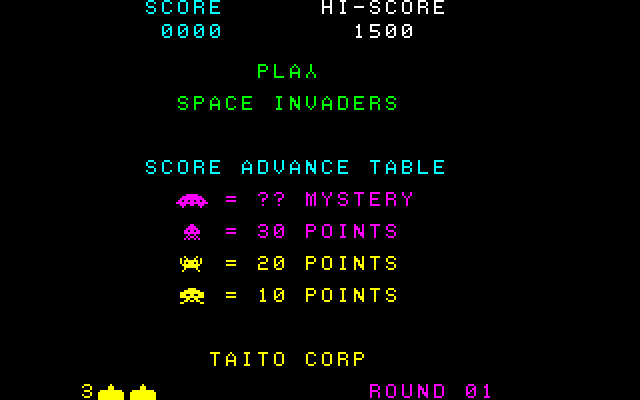 SCORE HI-SCORE
0000 1500
PLAY
SPACE INVADERS
SCORE ADVANCE TABLE
= ?? MYSTERY
= 30 POINTS
= 20 POINTS
= 10 POINTS
TAITO CORP
3 ROUND 01